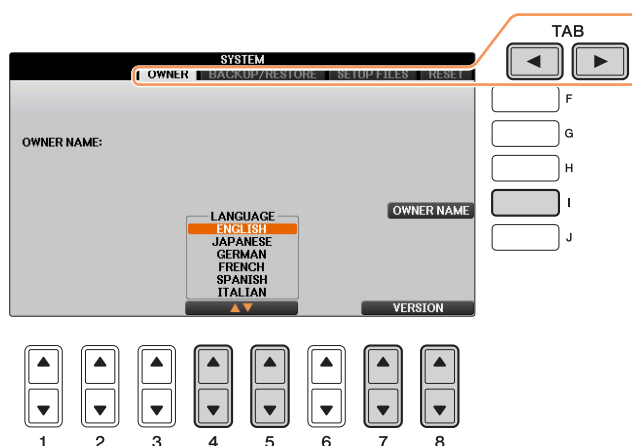 TAB
SYSTEM
OWNER BACKUP/RESTORE SETUP FILES RESET
F
OWNER NAME:
G
H
OWNER NAME
I
J
LANGUAGE
ENGLISH
JAPANESE
GERMAN
FRENCH
SPANISH
ITALIAN
VERSION
1 2 3 4 5 6 7 8